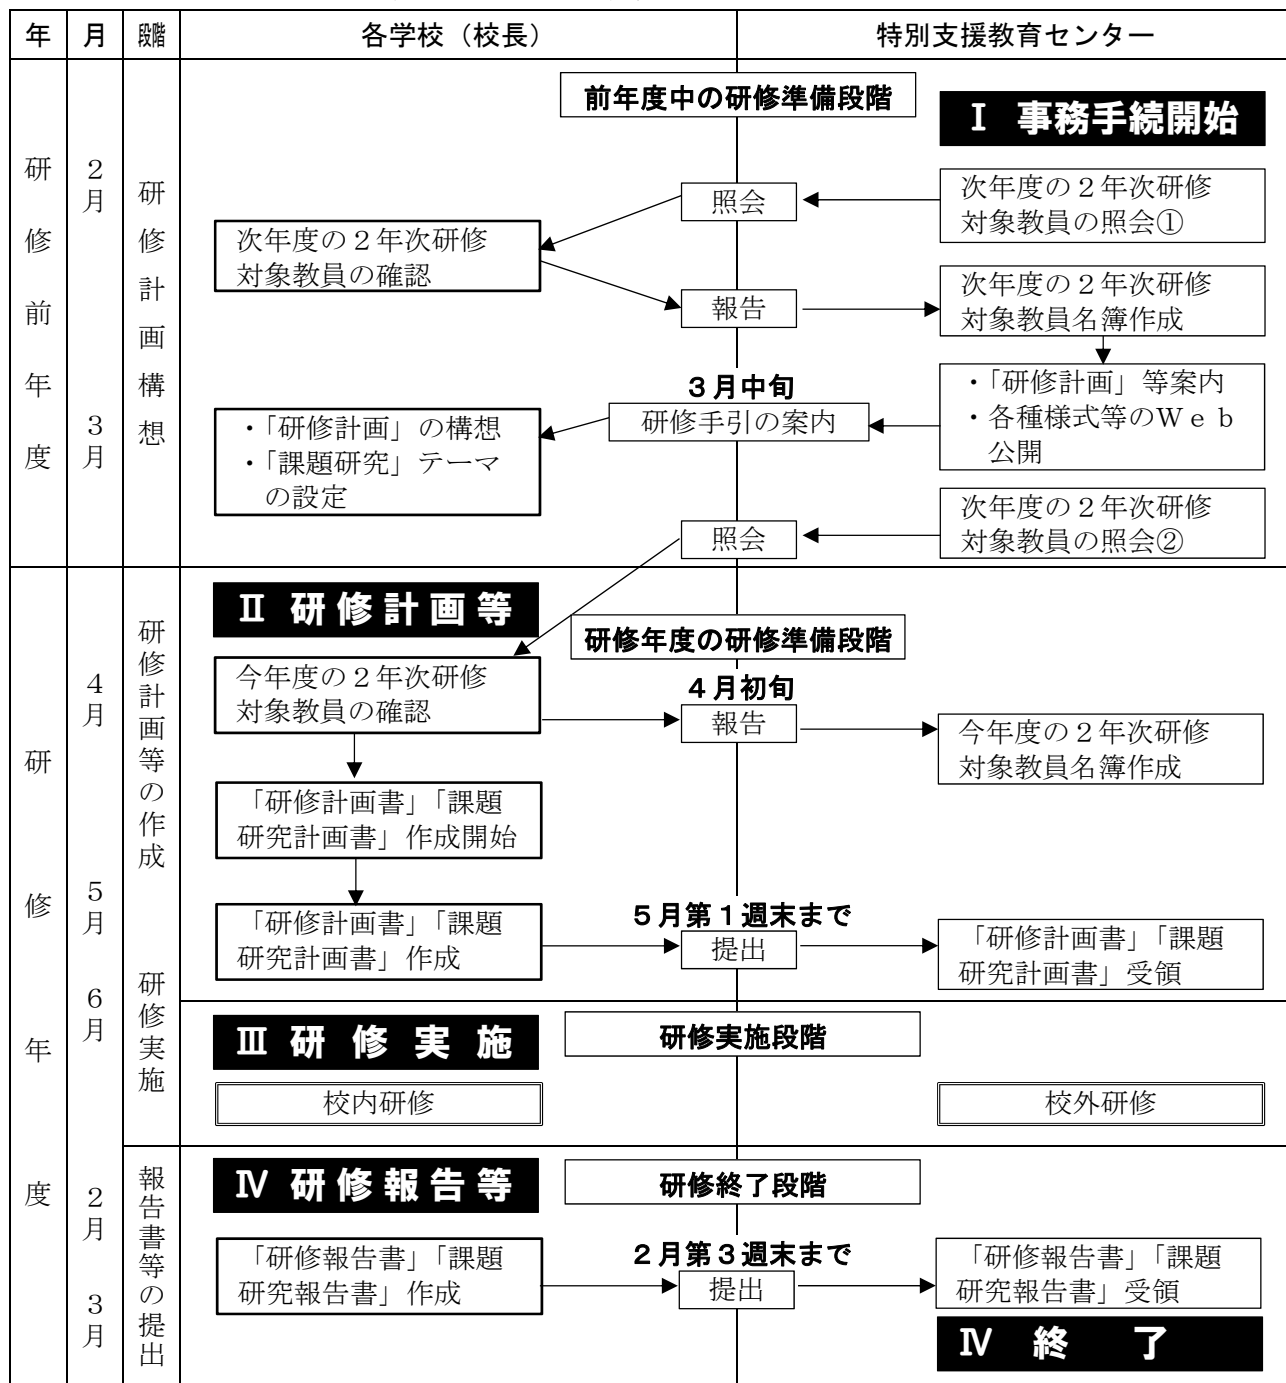 年 月 段階 各学校（校長） 特別支援教育センター
前年度中の研修準備段階
Ⅰ 事務手続開始
研修前年度
2月
3月
研修計画構想
次年度の２年次研修
対象教員の照会①
照会
次年度の２年次研修
対象教員の確認
報告
次年度の２年次研修
対象教員名簿作成
・「研修計画」等案内
・各種様式等のＷｅｂ
公開
３月中旬
研修手引の案内
・「研修計画」の構想
・「課題研究」テーマ
の設定
次年度の２年次研修
対象教員の照会②
照会
研修年度
4月
5月
6月
2月
3月
研修計画等の作成
Ⅱ 研修計画等
研修年度の研修準備段階
今年度の２年次研修
対象教員の確認
４月初旬
報告
今年度の２年次研修
対象教員名簿作成
「研修計画書」「課題
研究計画書」作成開始
「研修計画書」「課題
研究計画書」作成
５月第１週末まで
提出
「研修計画書」「課題
研究計画書」受領
研修実施
Ⅲ 研 修 実 施
研修実施段階
校内研修
校外研修
報告書等の提出
Ⅳ 研修報告等
研修終了段階
「研修報告書」「課題
研究報告書」作成
２月第３週末まで
提出
「研修報告書」「課題
研究報告書」受領
Ⅳ 終 了